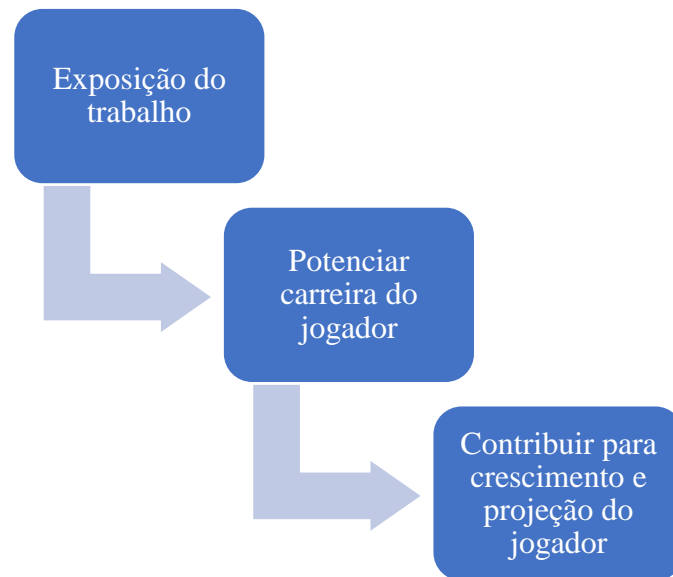 Exposição do
trabalho
Potenciar
carreira do
jogador
Contribuir para
crescimento e
projeção do
jogador